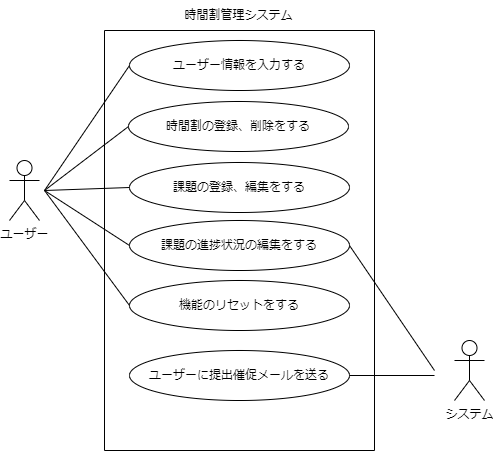 時間割管理システム
ユーザー情報を入力する
時間割の登録、削除をする
課題の登録、編集をする
ユーザー
課題の進捗状況の編集をする
機能のリセットをする
ユーザーに提出催促メールを送る
システム